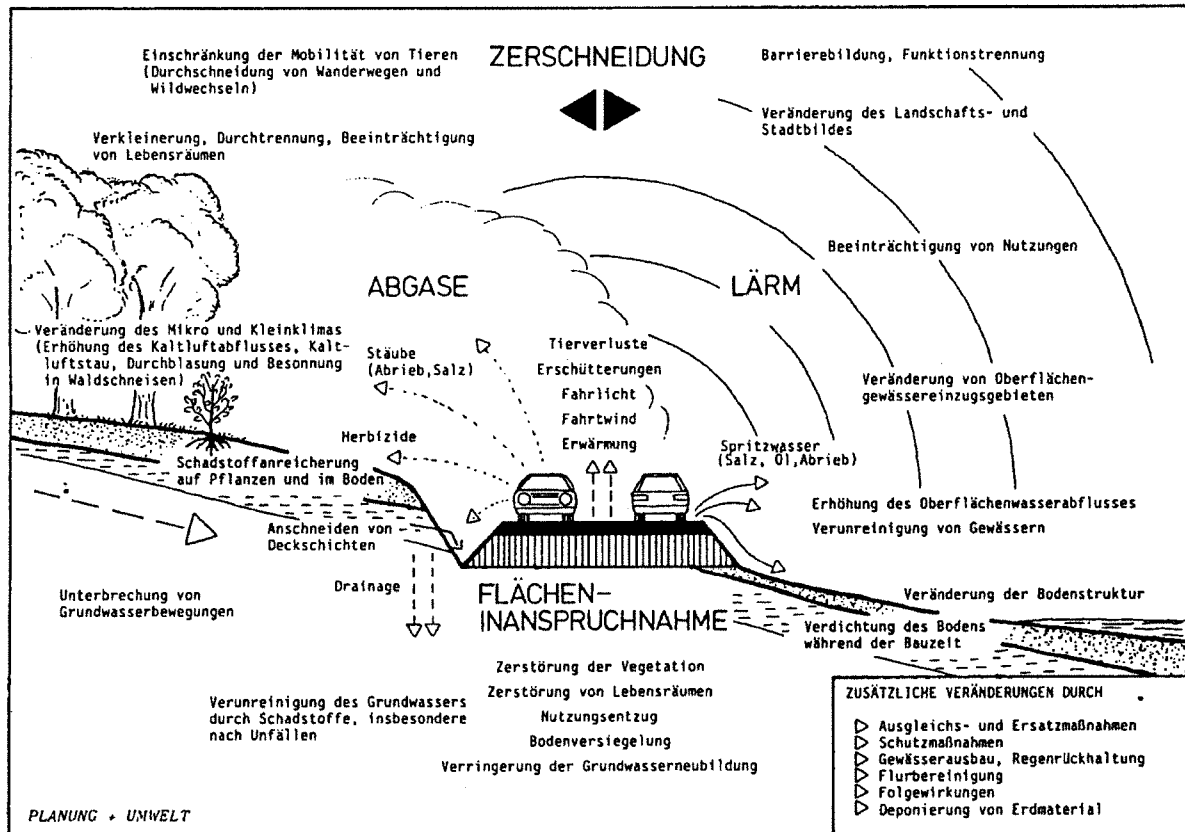 Einschränkung der Mobilität von Tieren
(Durchschneidung von Wanderwegen und
Wildwechseln)
ZERSCHNEIDUNG
Barrierebildung, Funktionstrennung
Veränderung des Landschafts- und
Stadtbildes
Verkleinerung, Durchtrennung, Beeinträchtigung
von Lebensräumen
Beeinträchtigung von Nutzungen
ABGASE
LÄRM
Veränderung des Mikro und Kleinklimas
(Erhöhung des Kaltluftabflusses, Kalt-
luftstau, Durchblasung und Besonnung
in Waldschneisen)
Stäube
(Abrieb,Salz)
Tierverluste
Erschütterungen
Fahrlicht
Fahrtwind
Erwärmung
Veränderung von Oberflächen-
gewässereinzugsgebieten
Herbizide
Spritzwasser
(Salz, Öl,Abrieb)
Schadstoffanreicherung
auf Pflanzen und im Boden
Erhöhung des Oberflächenwasserabflusses
Verunreinigung von Gewässern
Anschneiden von
Deckschichten
Drainage
Unterbrechung von
Grundwasserbewegungen
FLÄCHEN-
INANSPRUCHNAHME
Veränderung der Bodenstruktur
Verdichtung des Bodens
während der Bauzeit
Zerstörung der Vegetation
Zerstörung von Lebensräumen
Nutzungsentzug
Bodenversiegelung
Verringerung der Grundwasserneubildung
Verunreinigung des Grundwassers
durch Schadstoffe, insbesondere
nach Unfällen
ZUSÄTZLICHE VERÄNDERUNGEN DURCH
Ausgleichs- und Ersatzmaßnahmen
Schutzmaßnahmen
Gewässerausbau, Regenrückhaltung
Flurbereinigung
Folgewirkungen
Deponierung von Erdmaterial
PLANUNG + UMWELT